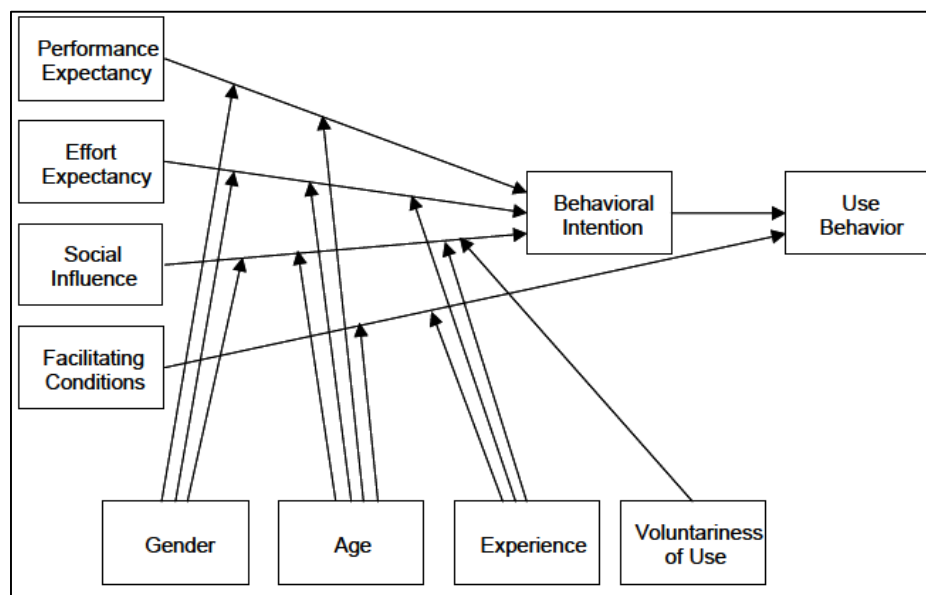 Performance
Expectancy
Effort
Expectancy
Social
Influence
Facilitating
Conditions
Behavioral
Intention
Use
Behavior
Gender
Age
Experience
Voluntariness
of Use